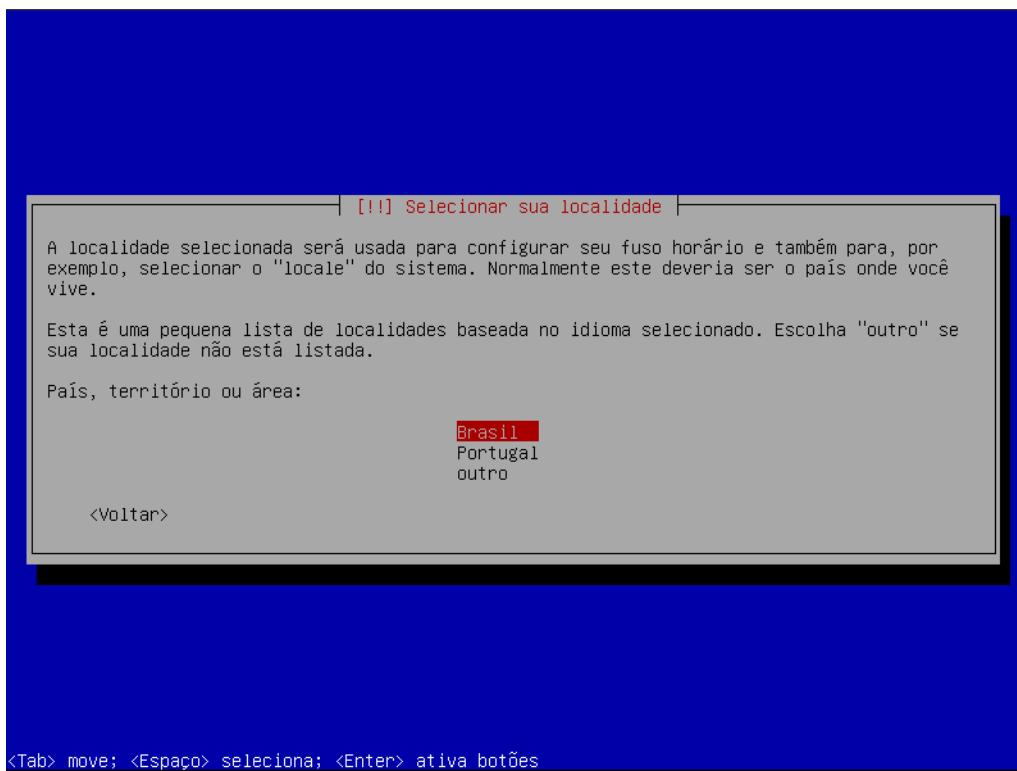 [!!] Selecionar sua localidade
A localidade selecionada será usada para configurar seu fuso horário e também para, por
exemplo, selecionar o "locale" do sistema. Normalmente este deveria ser o país onde você
vive.
Esta é uma pequena lista de localidades baseada no idioma selecionado. Escolha "outro" se
sua localidade não está listada.
País, território ou área:
Brasil
Portugal
outro
<Voltar>
<Tab> move; <Espaço> seleciona; <Enter> ativa botões